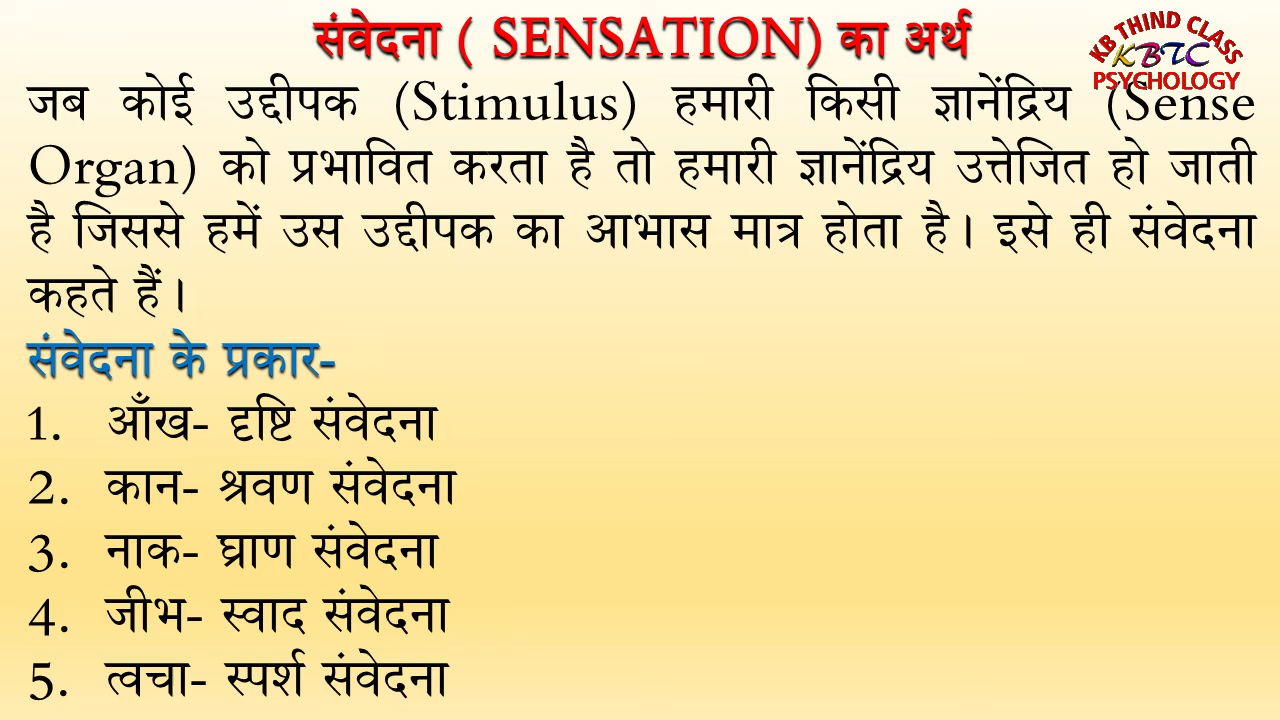 संवेदना ( SENSATION) का अर्थ
KB THIND CLASS
KBTC
PSYCHOLOGY
जब कोई उद्दीपक (Stimulus) हमारी किसी ज्ञानेंद्रिय (Sense
Organ) को प्रभावित करता है तो हमारी ज्ञानेंद्रिय उत्तेजित हो जाती
है जिससे हमें उस उद्दीपक का आभास मात्र होता है। इसे ही संवेदना
कहते हैं।
संवेदना के प्रकार-
1. आँख- दृष्टि संवेदना
2. कान- श्रवण संवेदना
3. नाक- घ्राण संवेदना
4. जीभ- स्वाद संवेदना
5. त्वचा- स्पर्श संवेदना